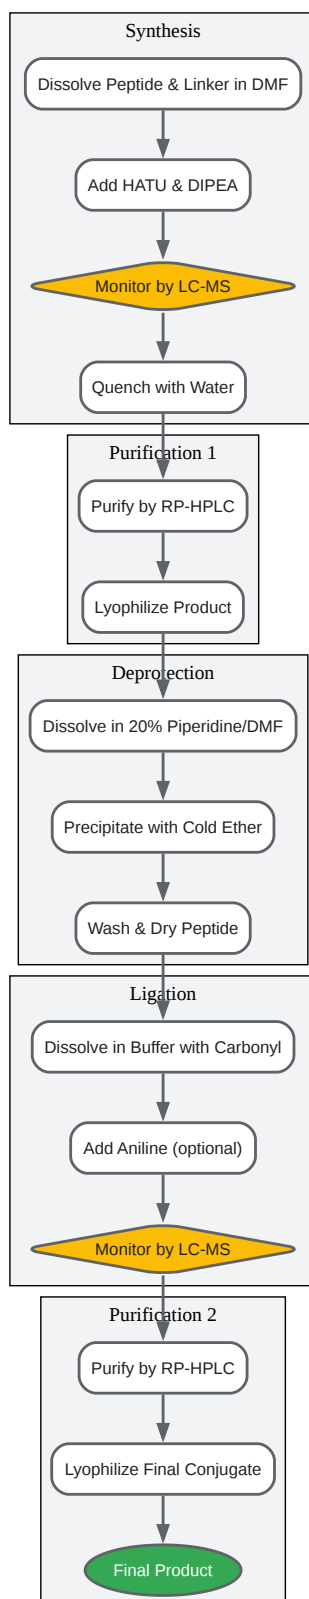 Synthesis
Dissolve Peptide & Linker in DMF
Add HATU & DIPEA
Monitor by LC-MS
Quench with Water
Purification 1
Purify by RP-HPLC
Lyophilize Product
Deprotection
Dissolve in 20% Piperidine/DMF
Precipitate with Cold Ether
Wash & Dry Peptide
Ligation
Dissolve in Buffer with Carbonyl
Add Aniline (optional)
Monitor by LC-MS
Purification 2
Purify by RP-HPLC
Lyophilize Final Conjugate
Final Product